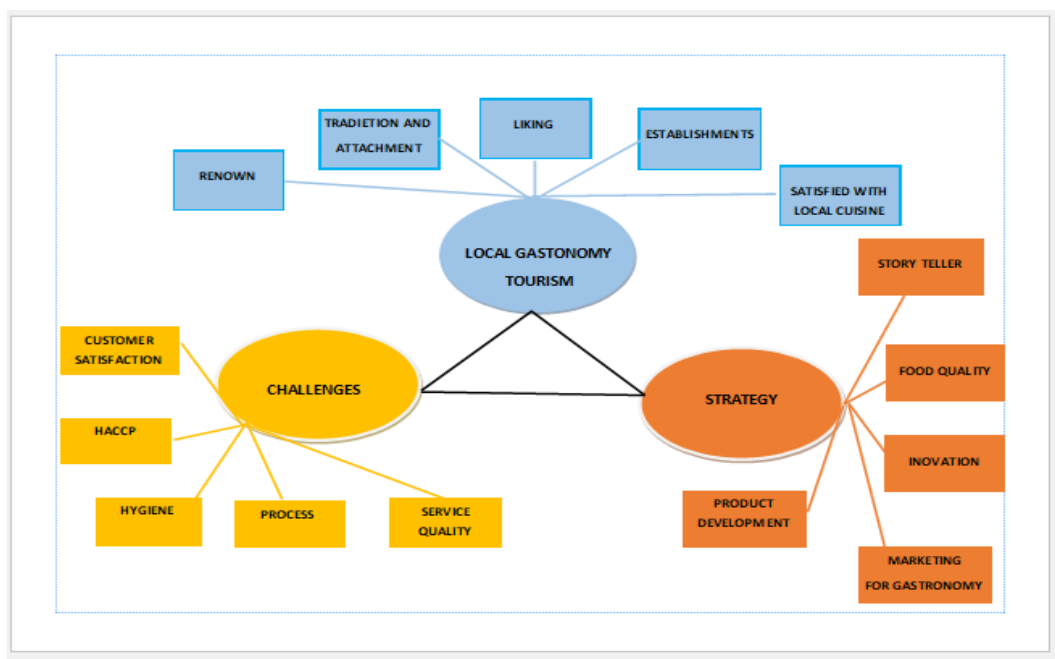 RENOWN
TRADIETION AND
ATTACHMENT
LIKING
ESTABLISHMENTS
SATISFIED WITH
LOCAL CUISINE
LOCAL GASTONOMY
TOURISM
CUSTOMER
SATISFACTION
HACCP
HYGIENE
PROCESS
SERVICE
QUALITY
CHALLENGES
STRATEGY
STORY TELLER
FOOD QUALITY
INOVATION
PRODUCT
DEVELOPMENT
MARKETING
FOR GASTRONOMY